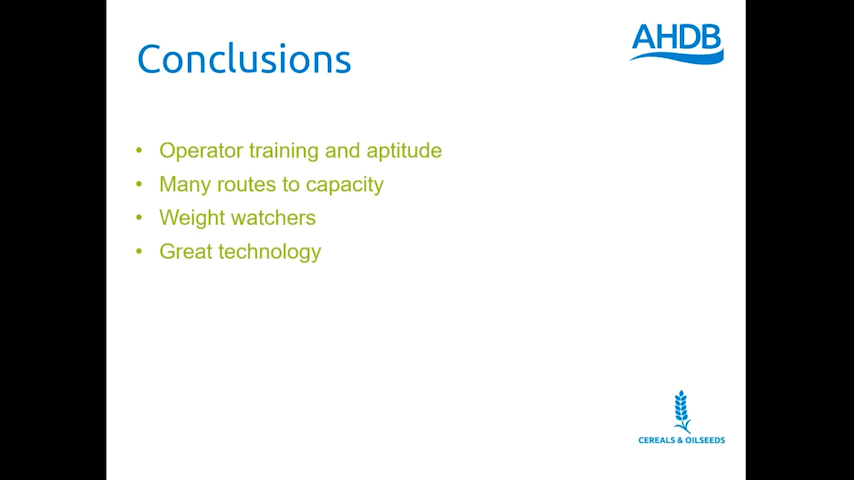 Conclusions
AHDB
• Operator training and aptitude
• Many routes to capacity
• Weight watchers
• Great technology
CEREALS & OILSEEDS